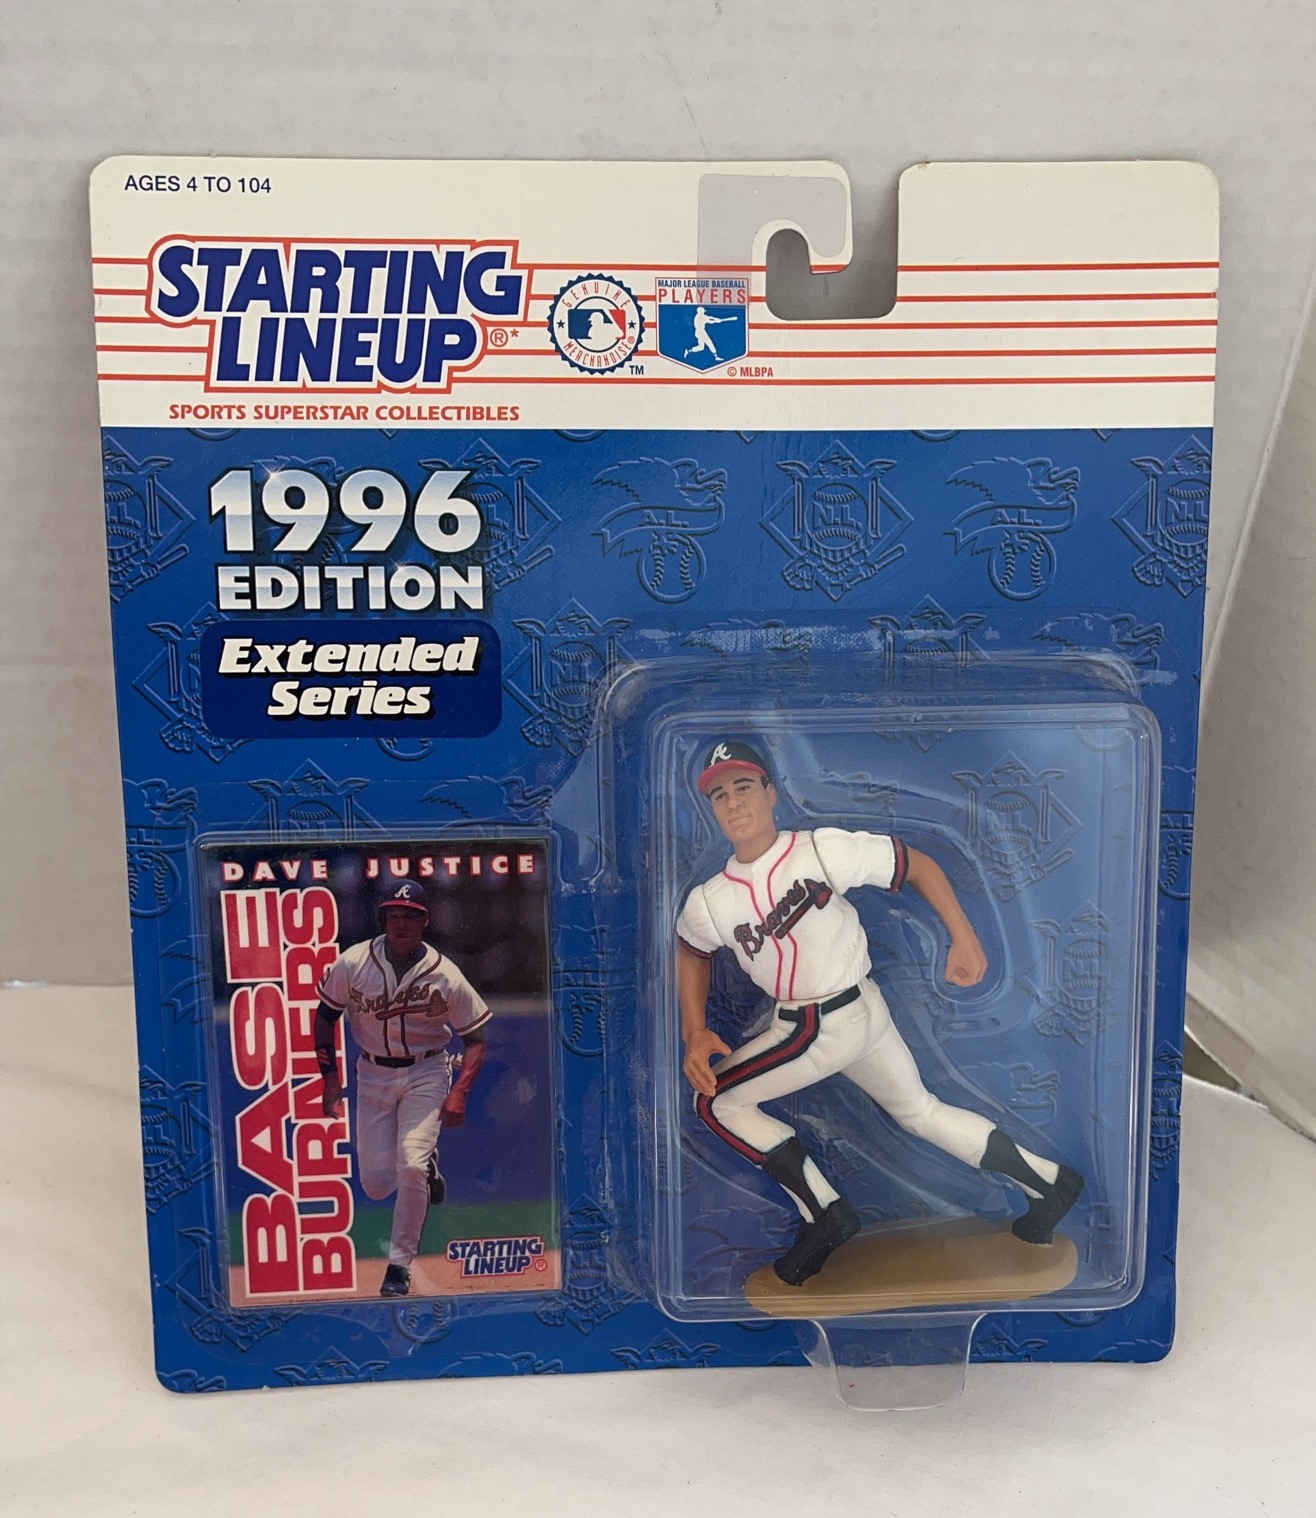 AGES 4 TO 104
STARTING
LINEUP®*
SPORTS SUPERSTAR COLLECTIBLES
GENUINE
MERCHANDISE®
TM
MAJOR LEAGUE BASEBALL
PLAYERS
© MLBPA
1996
EDITION
Extended
Series
A.L.
N.L.
A.L.
N.L.
DAVE JUSTICE
BASE
BURNERS
A
Braves
STARTING
LINEUP®
A
Braves